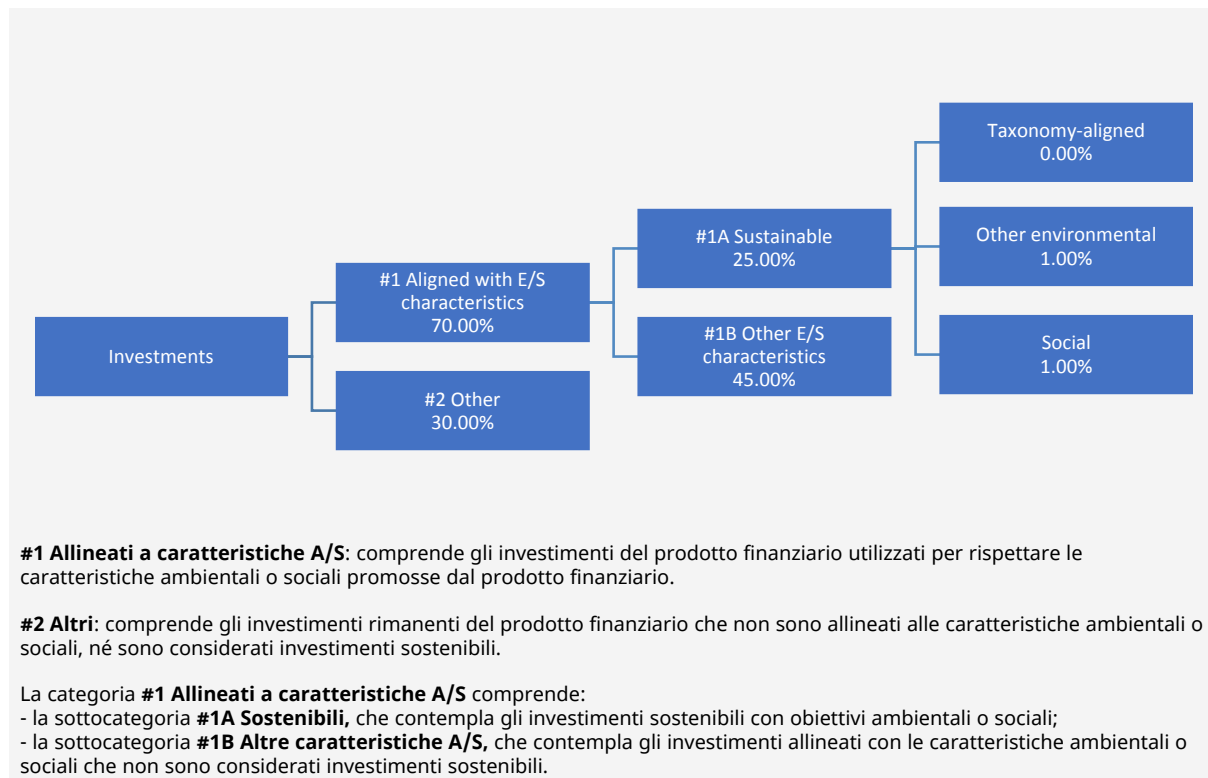 Investments
#1 Aligned with E/S
characteristics
70.00%
#2 Other
30.00%
#1A Sustainable
25.00%
#1B Other E/S
characteristics
45.00%
Taxonomy-aligned
0.00%
Other environmental
1.00%
Social
1.00%
#1 Allineati a caratteristiche A/S: comprende gli investimenti del prodotto finanziario utilizzati per rispettare le
caratteristiche ambientali o sociali promosse dal prodotto finanziario.
#2 Altri: comprende gli investimenti rimanenti del prodotto finanziario che non sono allineati alle caratteristiche ambientali o
sociali, né sono considerati investimenti sostenibili.
La categoria #1 Allineati a caratteristiche A/S comprende:
- la sottocategoria #1A Sostenibili, che contempla gli investimenti sostenibili con obiettivi ambientali o sociali;
- la sottocategoria #1B Altre caratteristiche A/S, che contempla gli investimenti allineati con le caratteristiche ambientali o
sociali che non sono considerati investimenti sostenibili.